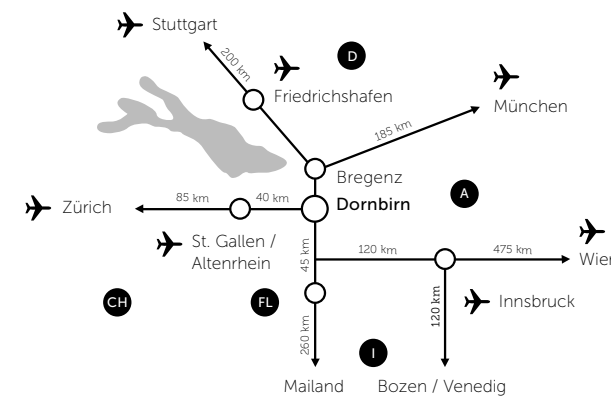 Stuttgart
200 km
D
Friedrichshafen
München
185 km
Bregenz
Dornbirn
A
Zürich
85 km
40 km
St. Gallen /
Altenrhein
45 km
120 km
475 km
Wien
CH
FL
120 km
Innsbruck
260 km
I
Mailand
Bozen / Venedig